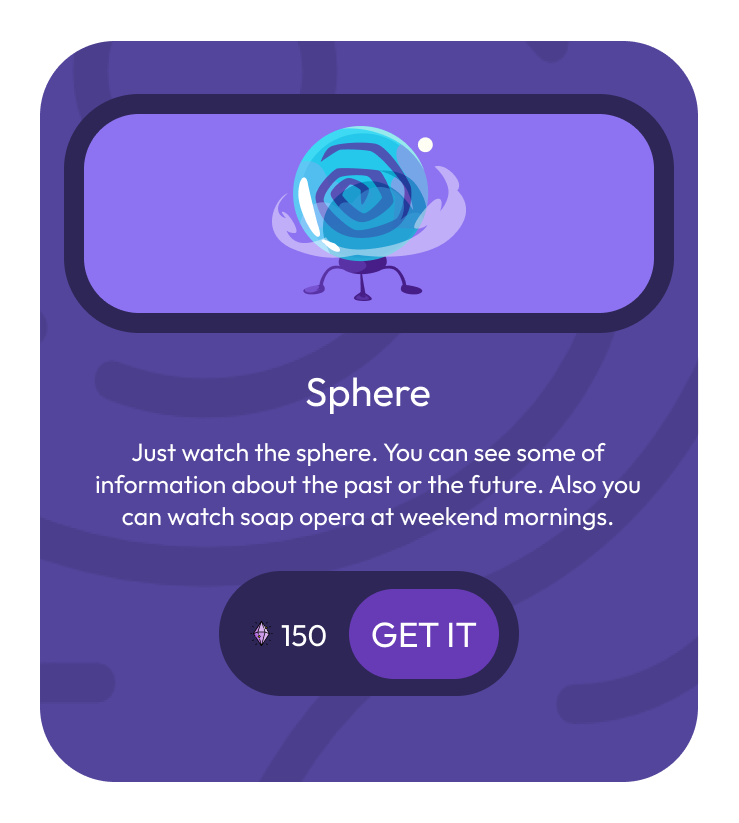 Sphere
Just watch the sphere. You can see some of
information about the past or the future. Also you
can watch soap opera at weekend mornings.
150 GET IT